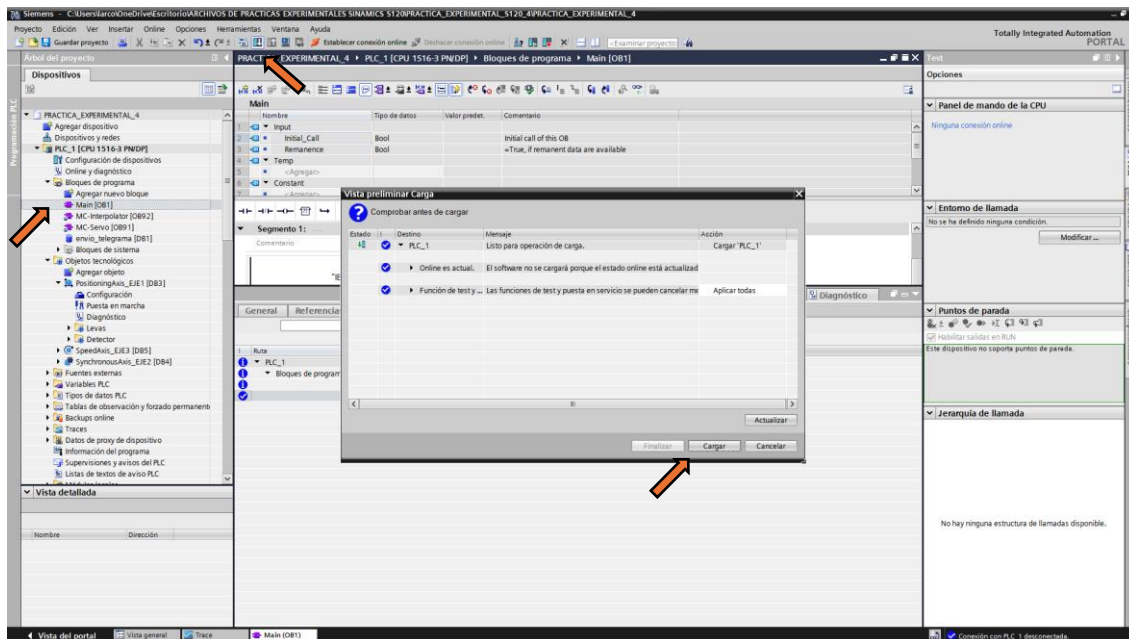 Siemens - C:\Users\larco\OneDrive\Escritorio\ARCHIVOS DE PRACTICAS EXPERIMENTALES SINAMICS S120\PRACTICA_EXPERIMENTAL_S120_4\PRACTICA_EXPERIMENTAL_4
Proyecto Edición Ver Insertar Online Opciones Herramientas Ventana Ayuda
Guardar proyecto Establecer conexión online Deshacer conexión online <Examinar proyecto>
Totally Integrated Automation
PORTAL
Árbol del proyecto
Dispositivos
Programación PLC
PRACTICA_EXPERIMENTAL_4
Agregar dispositivo
Dispositivos y redes
PLC_1 [CPU 1516-3 PN/DP]
Configuración de dispositivos
Online y diagnóstico
Bloques de programa
Agregar nuevo bloque
Main [OB1]
MC-Interpolator [OB92]
MC-Servo [OB91]
envio_telegrama [DB1]
Bloques de sistema
Objetos tecnológicos
Agregar objeto
PositioningAxis_EJE1 [DB3]
Configuración
Puesta en marcha
Diagnóstico
Levas
Detector
SpeedAxis_EJE3 [DB5]
SynchronousAxis_EJE2 [DB4]
Fuentes externas
Variables PLC
Tipos de datos PLC
Tablas de observación y forzado permanente
Backups online
Traces
Datos de proxy de dispositivo
Información del programa
Supervisiones y avisos del PLC
Listas de textos de aviso PLC
Vista detallada
Nombre Dirección
EXPERIMENTAL_4 PLC_1 [CPU 1516-3 PN/DP] Bloques de programa Main [OB1]
Main
Nombre Tipo de datos Valor predet. Comentario
1 Input
2 Initial_Call Bool Initial call of this OB
3 Remanence Bool =True, if remanent data are available
4 Temp
5 <Agregar>
6 Constant
7 <Agregar>
Segmento 1: ....
Comentario
General Referencia
Diagnóstico
! Ruta
PLC_1
Bloques de program
Vista preliminar Carga
Comprobar antes de cargar
Estado ! Destino Mensaje Acción
PLC_1 Listo para operación de carga. Cargar 'PLC_1'
Online es actual. El software no se cargará porque el estado online está actualizad
Función de test y ... Las funciones de test y puesta en servicio se pueden cancelar me Aplicar todas
Actualizar
Finalizar Cargar Cancelar
Test
Opciones
Panel de mando de la CPU
Ninguna conexión online
Entorno de llamada
No se ha definido ninguna condición.
Modificar ...
Puntos de parada
Habilitar salidas en RUN
Este dispositivo no soporta puntos de parada.
Jerarquía de llamada
No hay ninguna estructura de llamadas disponible.
Vista del portal Vista general Trace Main (OB1) Conexión con PLC_1 desconectada.